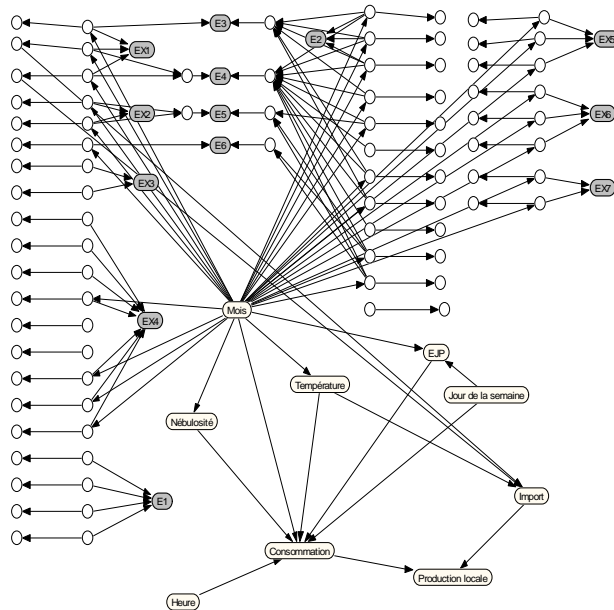 E3
EX1
E2
EX5
E4
EX2
E5
EX6
E6
EX3
EX7
Mois
EX4
EJP
Température
Jour de la semaine
Nébulosité
E1
Import
Consommation
Production locale
Heure